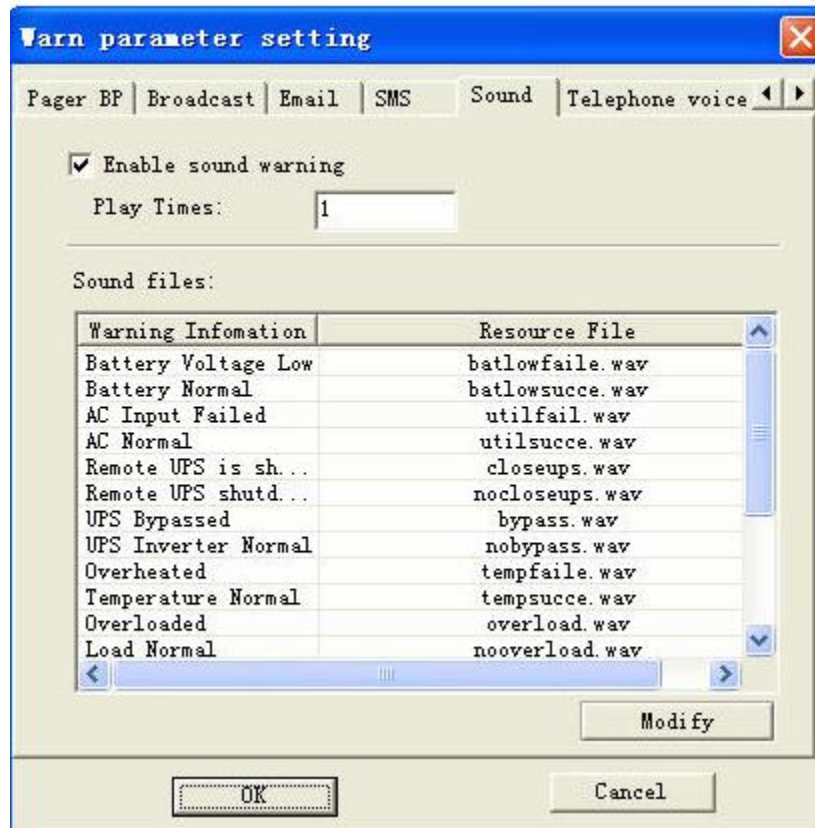 Warn parameter setting
Pager BP Broadcast Email SMS Sound Telephone voice
Enable sound warning
Play Times: 1
Sound files:
Warning Infomation Resource File
Battery Voltage Low batlowfaile.wav
Battery Normal batlowsucce.wav
AC Input Failed utilfail.wav
AC Normal utilsucce.wav
Remote UPS is sh... closeups.wav
Remote UPS shutd... nocloseups.wav
UPS Bypassed bypass.wav
UPS Inverter Normal nobypass.wav
Overheated tempfaile.wav
Temperature Normal tempsucce.wav
Overloaded overload.wav
Load Normal nooverload.wav
Modify
OK Cancel